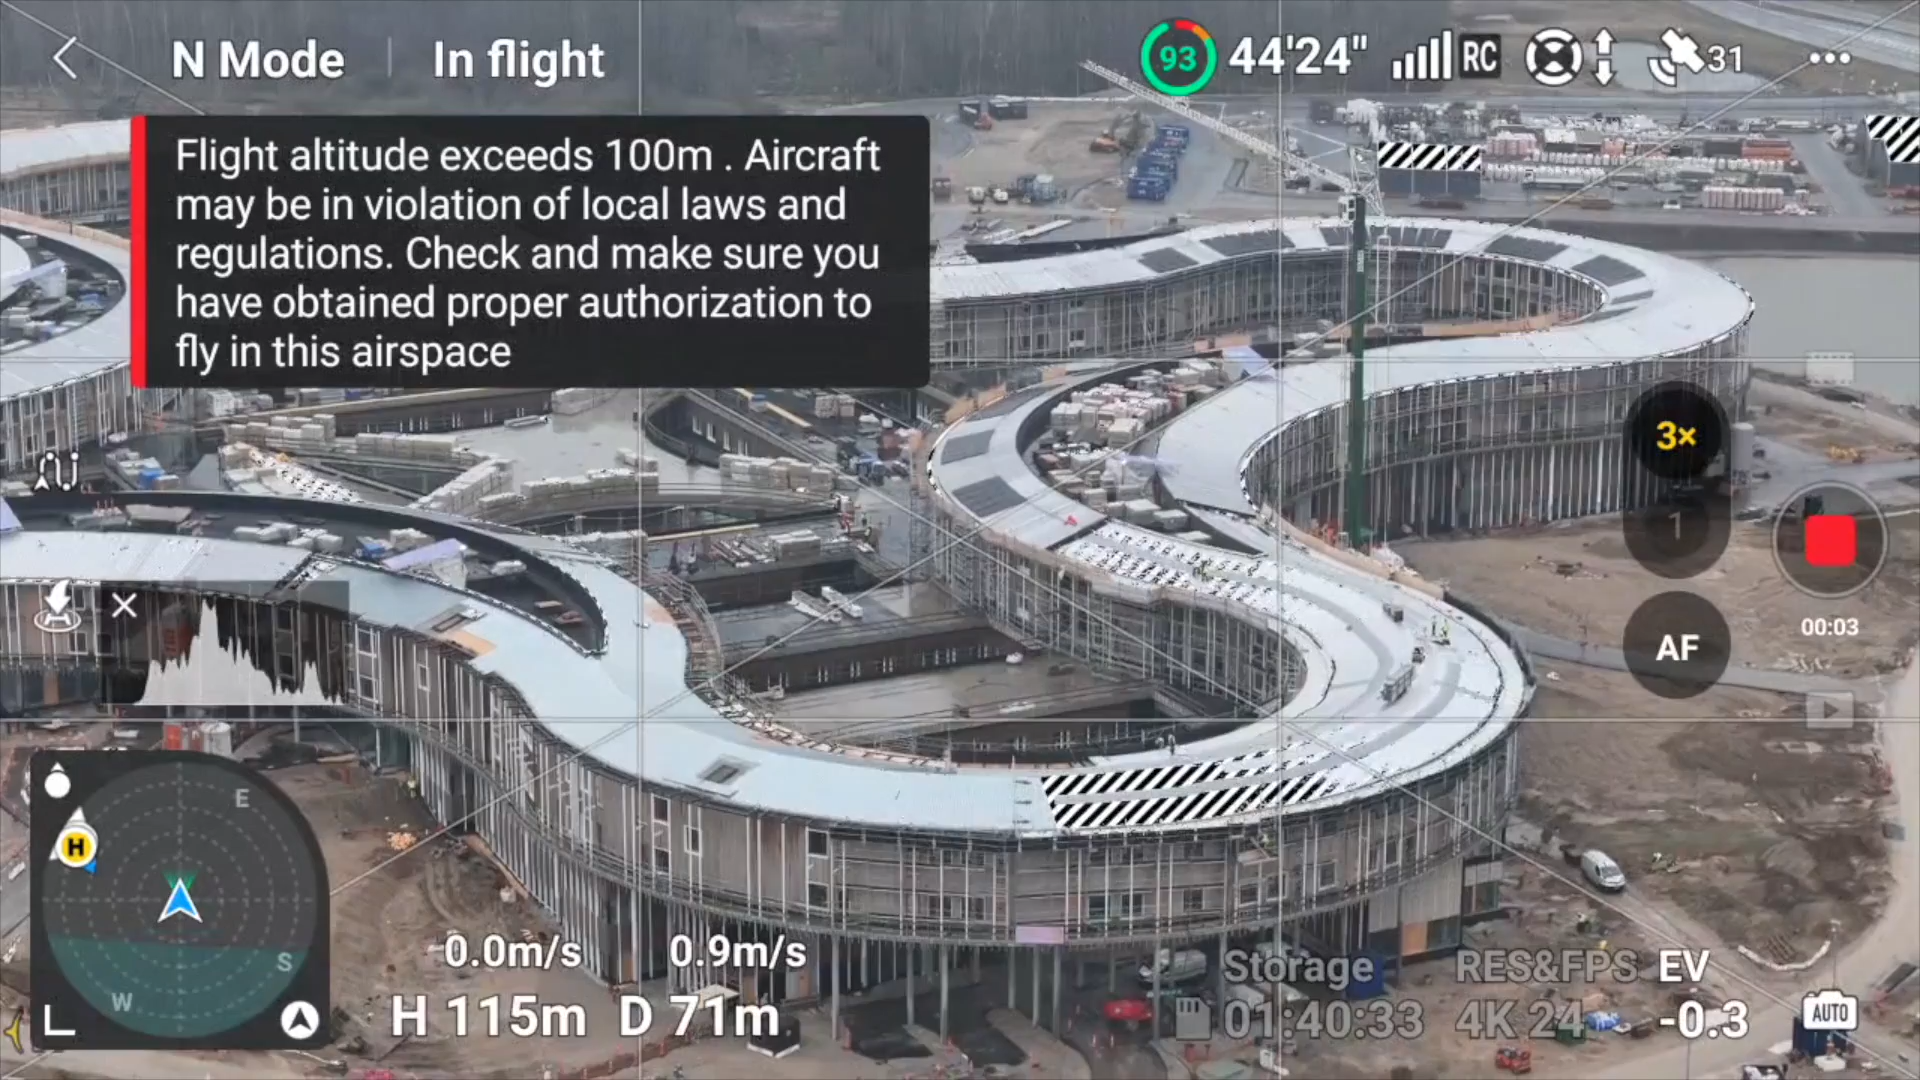 N Mode | In flight
93 44'24" RC 31
Flight altitude exceeds 100m . Aircraft
may be in violation of local laws and
regulations. Check and make sure you
have obtained proper authorization to
fly in this airspace
3×
1
00:03
AF
E
H
S
W
0.0m/s 0.9m/s
H 115m D 71m
Storage RES&FPS EV
01:40:33 4K 24 -0.3
AUTO